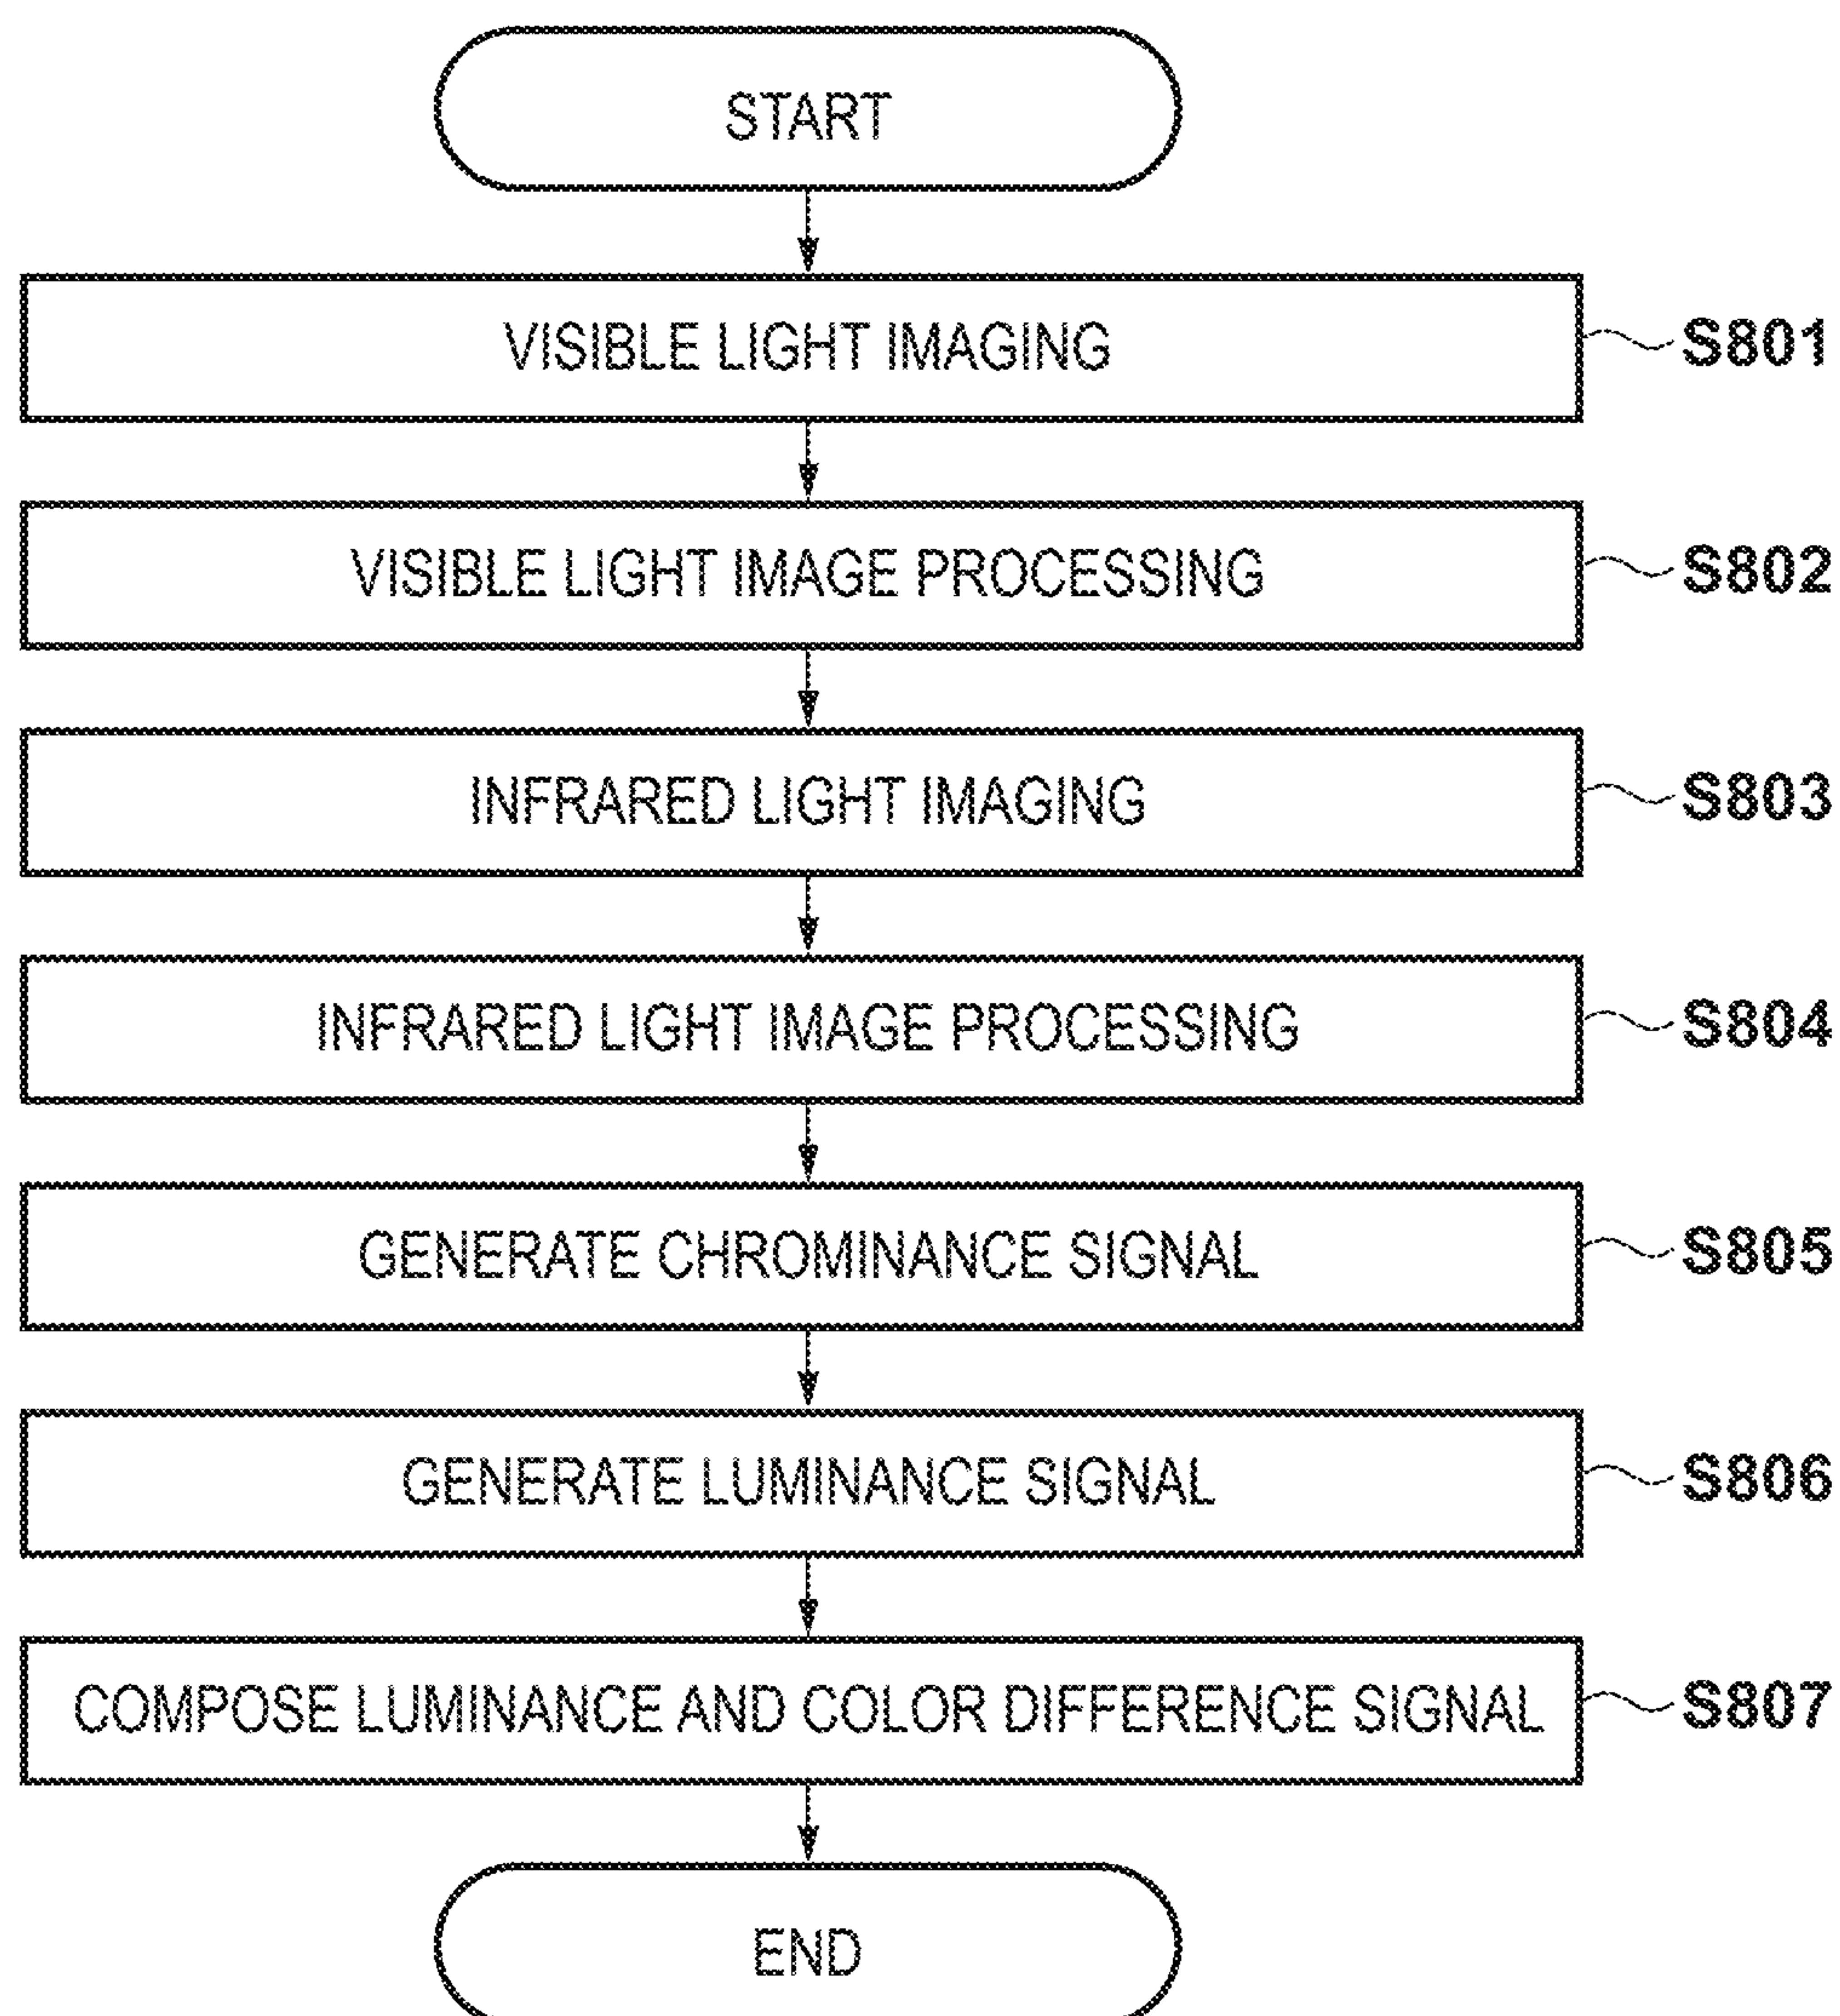 START
VISIBLE LIGHT IMAGING S801
VISIBLE LIGHT IMAGE PROCESSING S802
INFRARED LIGHT IMAGING S803
INFRARED LIGHT IMAGE PROCESSING S804
GENERATE CHROMINANCE SIGNAL S805
GENERATE LUMINANCE SIGNAL S806
COMPOSE LUMINANCE AND COLOR DIFFERENCE SIGNAL S807
END